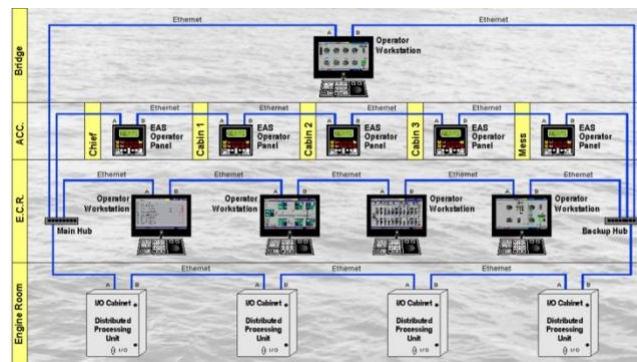 Bridge
Ethernet
Ethernet
A
B
Operator
Workstation
ACC.
Ethernet
Ethernet
Ethernet
Ethernet
Chief
A
B
EAS
Operator
Panel
Cabin 1
A
B
EAS
Operator
Panel
Cabin 2
A
B
EAS
Operator
Panel
Cabin 3
A
B
EAS
Operator
Panel
Mess
A
B
EAS
Operator
Panel
E.C.R.
Ethernet
Ethernet
Ethernet
Ethernet
Ethernet
Operator
Workstation
A
B
A
B
Operator
Workstation
A
B
Operator
Workstation
A
B
Operator
Workstation
Main Hub
Backup Hub
Engine Room
Ethernet
Ethernet
Ethernet
A
B
A
B
A
B
A
B
I/O Cabinet
Distributed
Processing
Unit
I/O
I/O Cabinet
Distributed
Processing
Unit
I/O
I/O Cabinet
Distributed
Processing
Unit
I/O
I/O Cabinet
Distributed
Processing
Unit
I/O